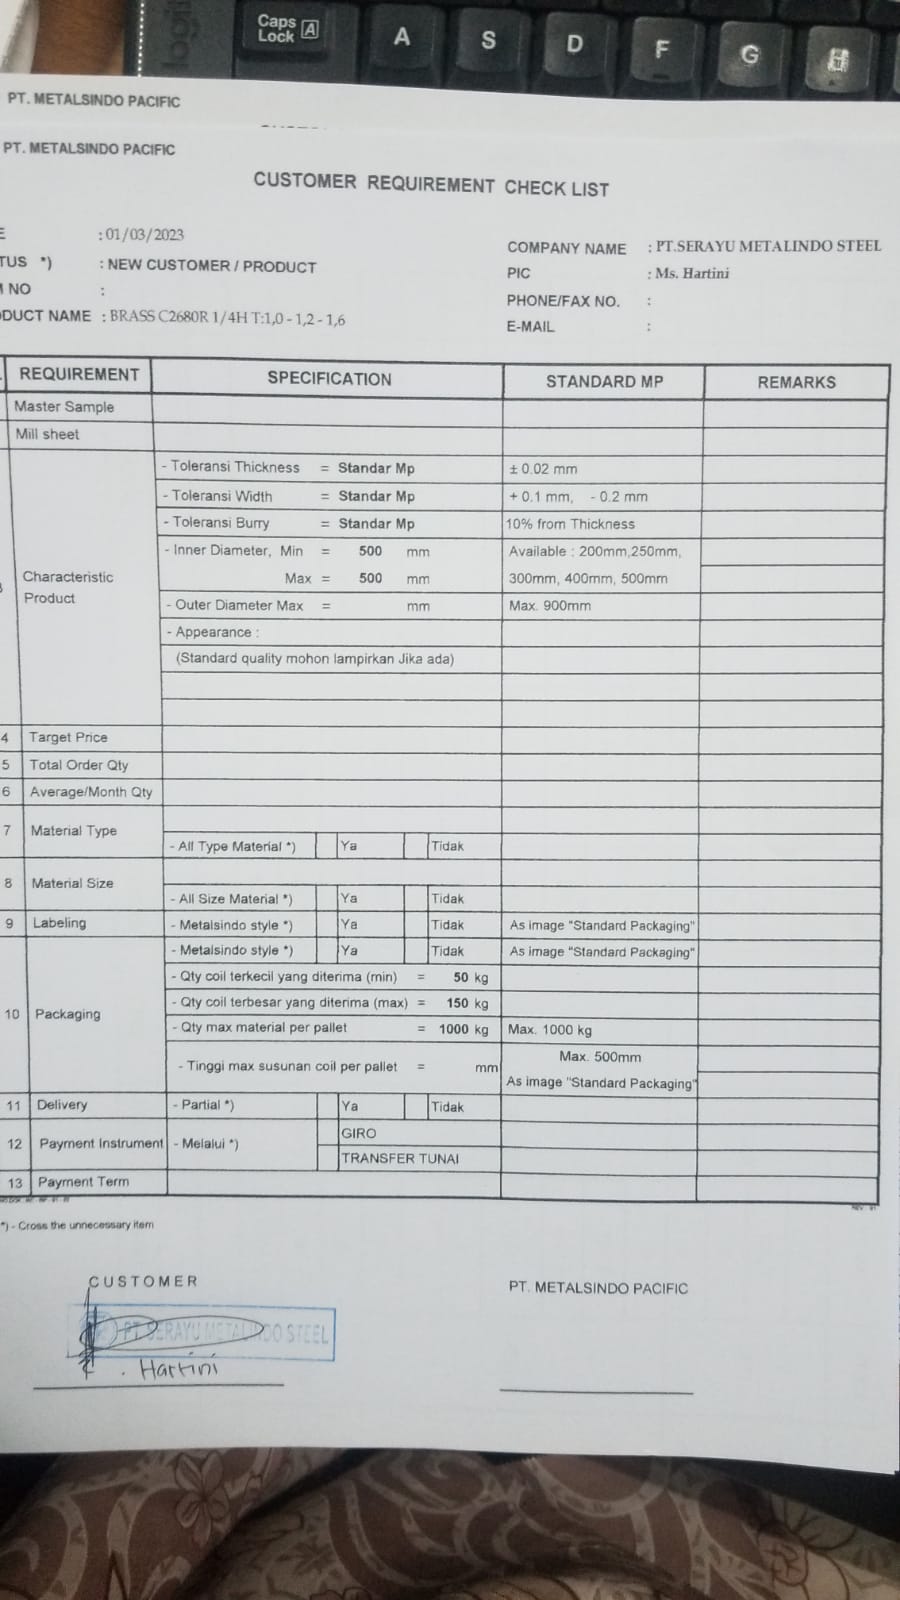 Caps
Lock A
A
S
D
F
G
H
PT. METALSINDO PACIFIC
PT. METALSINDO PACIFIC
CUSTOMER REQUIREMENT CHECK LIST
E : 01/03/2023
TUS *) : NEW CUSTOMER / PRODUCT
NO :
DUCT NAME : BRASS C2680R 1/4H T:1,0 - 1,2 - 1,6
COMPANY NAME : PT.SERAYU METALINDO STEEL
PIC : Ms. Hartini
PHONE/FAX NO. :
E-MAIL :
REQUIREMENT SPECIFICATION STANDARD MP REMARKS
Master Sample
Mill sheet
Characteristic Product
- Toleransi Thickness = Standar Mp ± 0.02 mm
- Toleransi Width = Standar Mp + 0.1 mm, - 0.2 mm
- Toleransi Burry = Standar Mp 10% from Thickness
- Inner Diameter, Min = 500 mm Available : 200mm,250mm,
Max = 500 mm 300mm, 400mm, 500mm
- Outer Diameter Max = mm Max. 900mm
- Appearance :
(Standard quality mohon lampirkan Jika ada)
4 Target Price
5 Total Order Qty
6 Average/Month Qty
7 Material Type
- All Type Material *) Ya Tidak
8 Material Size
- All Size Material *) Ya Tidak
9 Labeling - Metalsindo style *) Ya Tidak As image "Standard Packaging"
10 Packaging
- Metalsindo style *) Ya Tidak As image "Standard Packaging"
- Qty coil terkecil yang diterima (min) = 50 kg
- Qty coil terbesar yang diterima (max) = 150 kg
- Qty max material per pallet = 1000 kg Max. 1000 kg
- Tinggi max susunan coil per pallet = mm Max. 500mm
As image "Standard Packaging"
11 Delivery - Partial *) Ya Tidak
12 Payment Instrument - Melalui *) GIRO
TRANSFER TUNAI
13 Payment Term
*) - Cross the unnecessary item
CUSTOMER
PT. METALSINDO PACIFIC
PT SERAYU METALINDO STEEL
Hartini